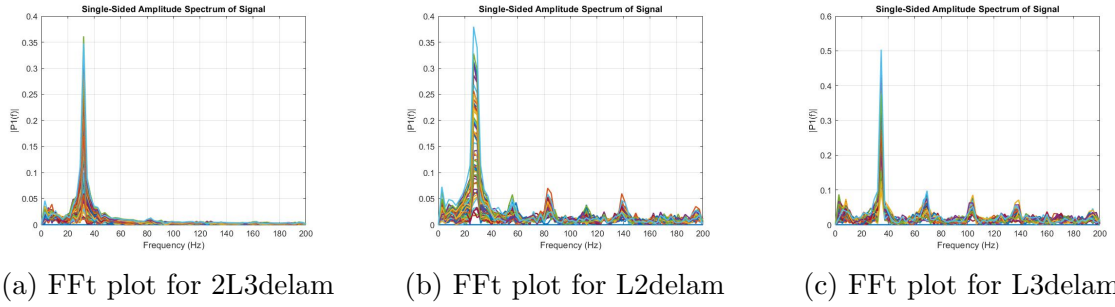 Single-Sided Amplitude Spectrum of Signal
|P1(f)|
0.4
0.35
0.3
0.25
0.2
0.15
0.1
0.05
0
0 20 40 60 80 100 120 140 160 180 200
Frequency (Hz)
(a) FFt plot for 2L3delam
Single-Sided Amplitude Spectrum of Signal
|P1(f)|
0.4
0.35
0.3
0.25
0.2
0.15
0.1
0.05
0
0 20 40 60 80 100 120 140 160 180 200
Frequency (Hz)
(b) FFt plot for L2delam
Single-Sided Amplitude Spectrum of Signal
|P1(f)|
0.6
0.5
0.4
0.3
0.2
0.1
0
0 20 40 60 80 100 120 140 160 180 200
Frequency (Hz)
(c) FFt plot for L3delam